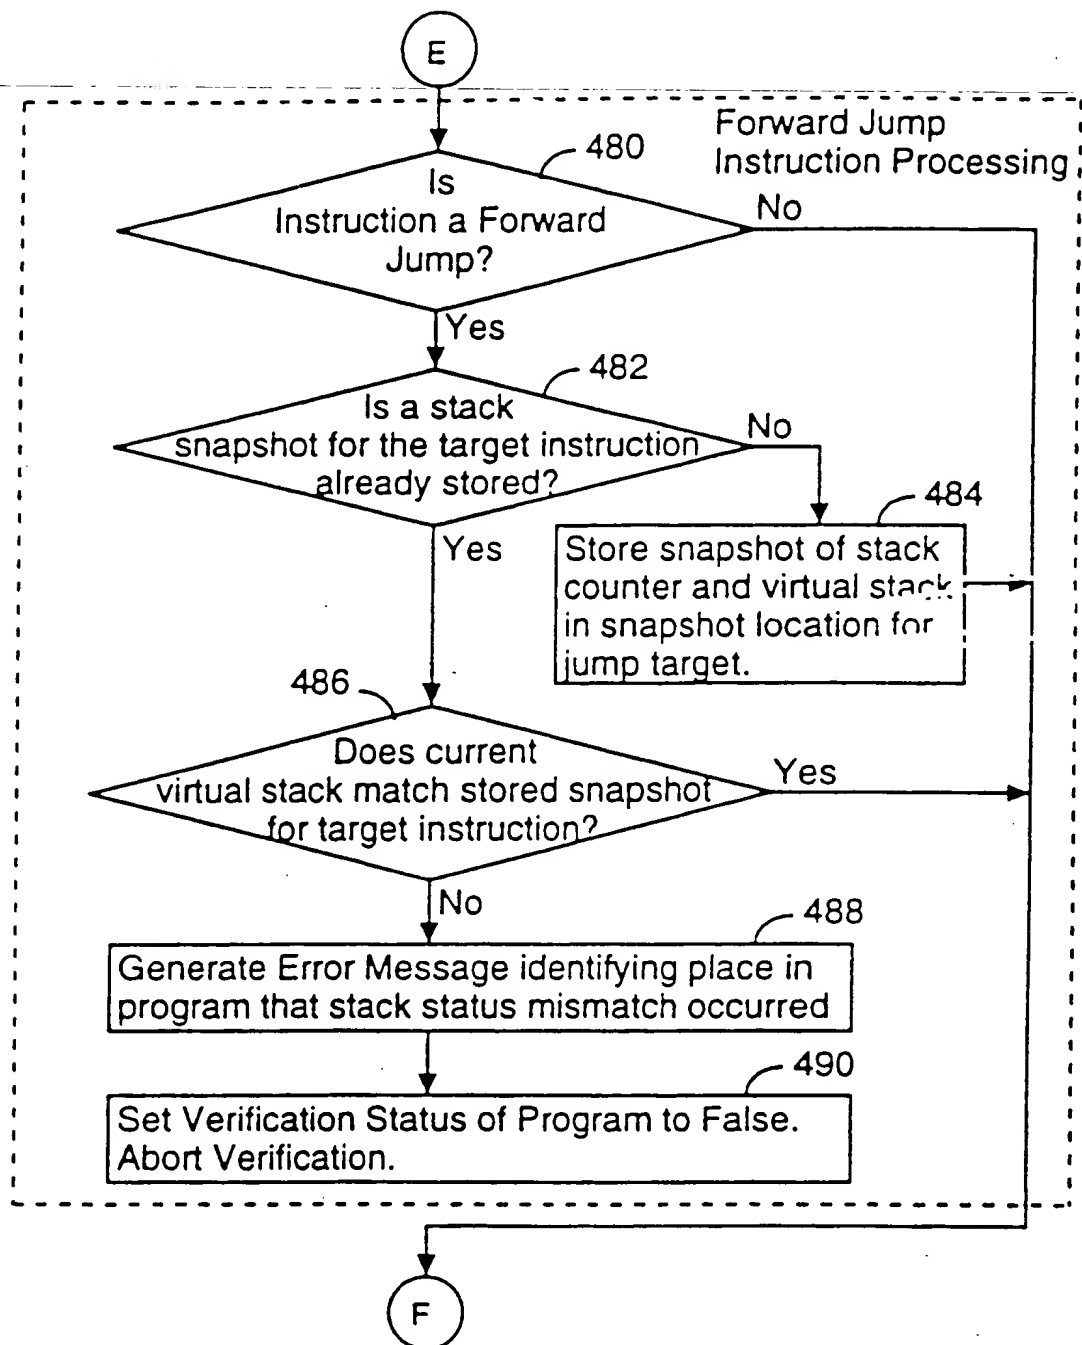 E
Forward Jump
Instruction Processing
480
Is
Instruction a Forward
Jump?
No
Yes
482
Is a stack
snapshot for the target instruction
already stored?
No
Yes
484
Store snapshot of stack
counter and virtual stack
in snapshot location for
jump target.
486
Does current
virtual stack match stored snapshot
for target instruction?
Yes
No
488
Generate Error Message identifying place in
program that stack status mismatch occurred
490
Set Verification Status of Program to False.
Abort Verification.
F